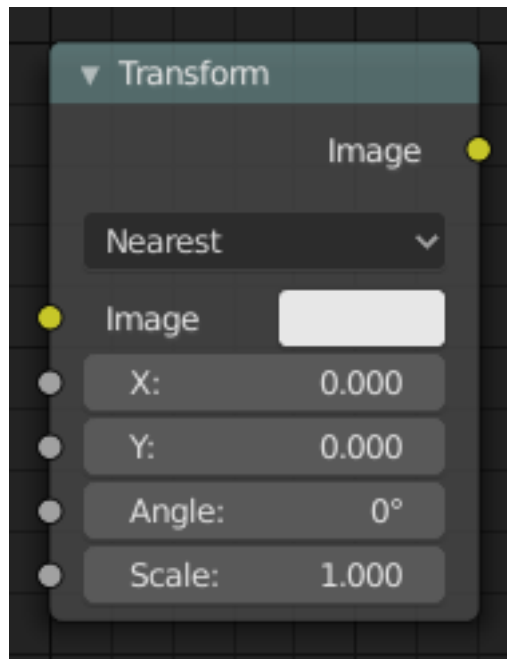 Transform
Image
Nearest
Image
X: 0.000
Y: 0.000
Angle: 0°
Scale: 1.000